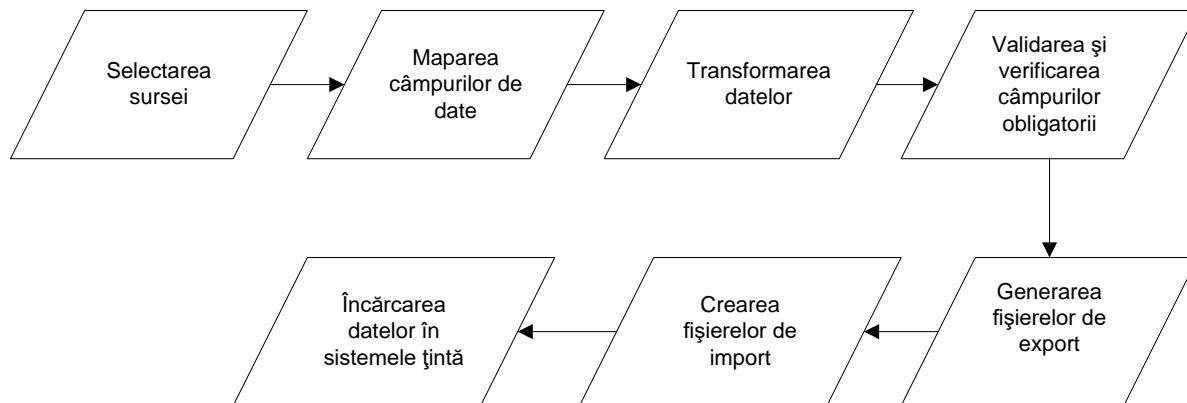 Selectarea
sursei
Maparea
câmpurilor de
date
Transformarea
datelor
Validarea şi
verificarea
câmpurilor
obligatorii
Generarea
fişierelor de
export
Crearea
fişierelor de
import
Încărcarea
datelor în
sistemele ţintă